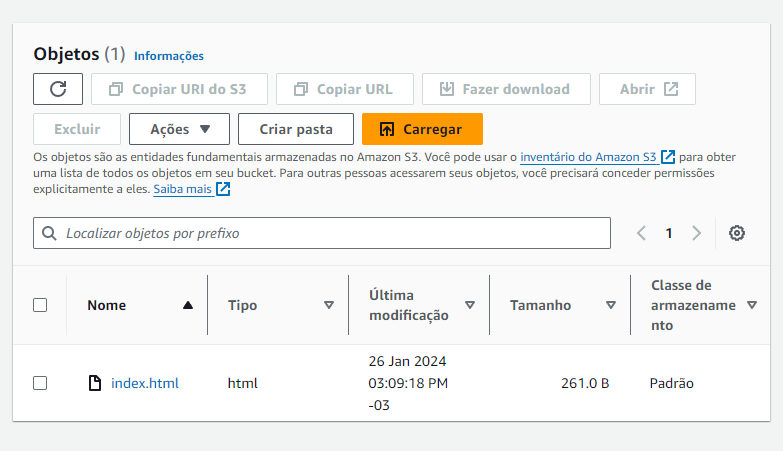 Objetos (1) Informações
Copiar URI do S3 Copiar URL Fazer download Abrir
Excluir Ações Criar pasta Carregar
Os objetos são as entidades fundamentais armazenadas no Amazon S3. Você pode usar o inventário do Amazon S3 para obter
uma lista de todos os objetos em seu bucket. Para outras pessoas acessarem seus objetos, você precisará conceder permissões
explicitamente a eles. Saiba mais
Localizar objetos por prefixo 1
Nome Tipo Última
modificação Tamanho Classe de
armazename
nto
index.html html 26 Jan 2024
03:09:18 PM
-03 261.0 B Padrão